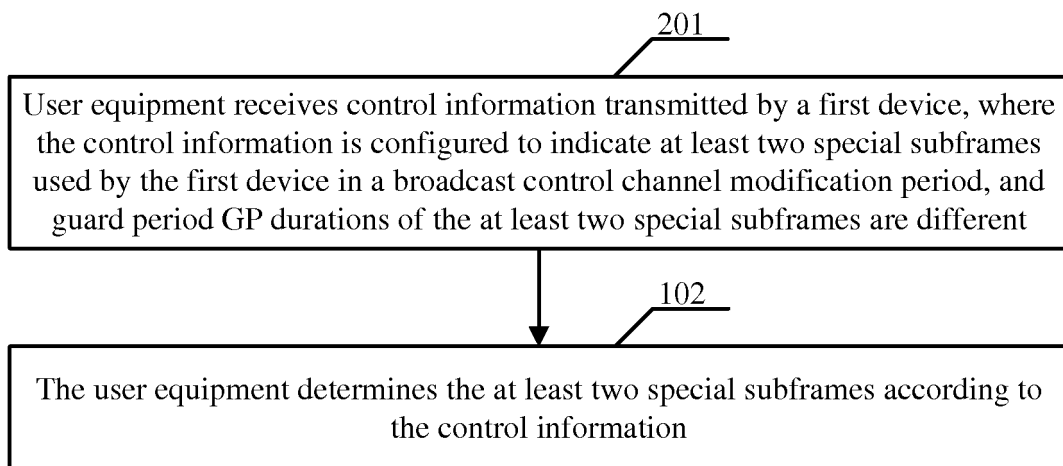 201
User equipment receives control information transmitted by a first device, where
the control information is configured to indicate at least two special subframes
used by the first device in a broadcast control channel modification period, and
guard period GP durations of the at least two special subframes are different
102
The user equipment determines the at least two special subframes according to
the control information